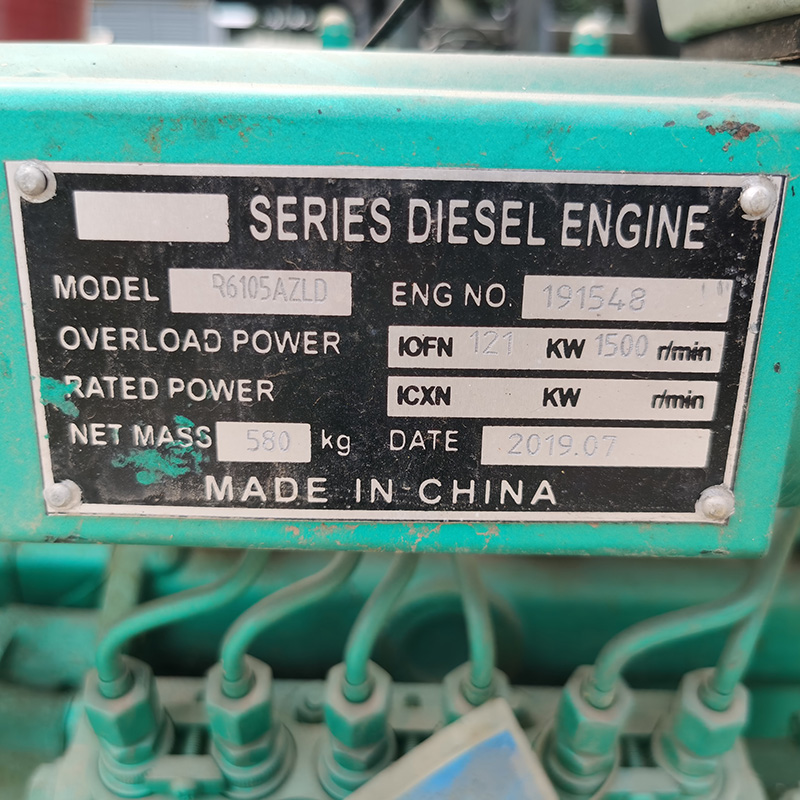 SERIES DIESEL ENGINE
MODEL R6105AZLD ENG NO. 191548
OVERLOAD POWER IOFN 121 KW 1500 r/min
RATED POWER ICXN KW r/min
NET MASS 580 kg DATE 2019.07
MADE IN CHINA